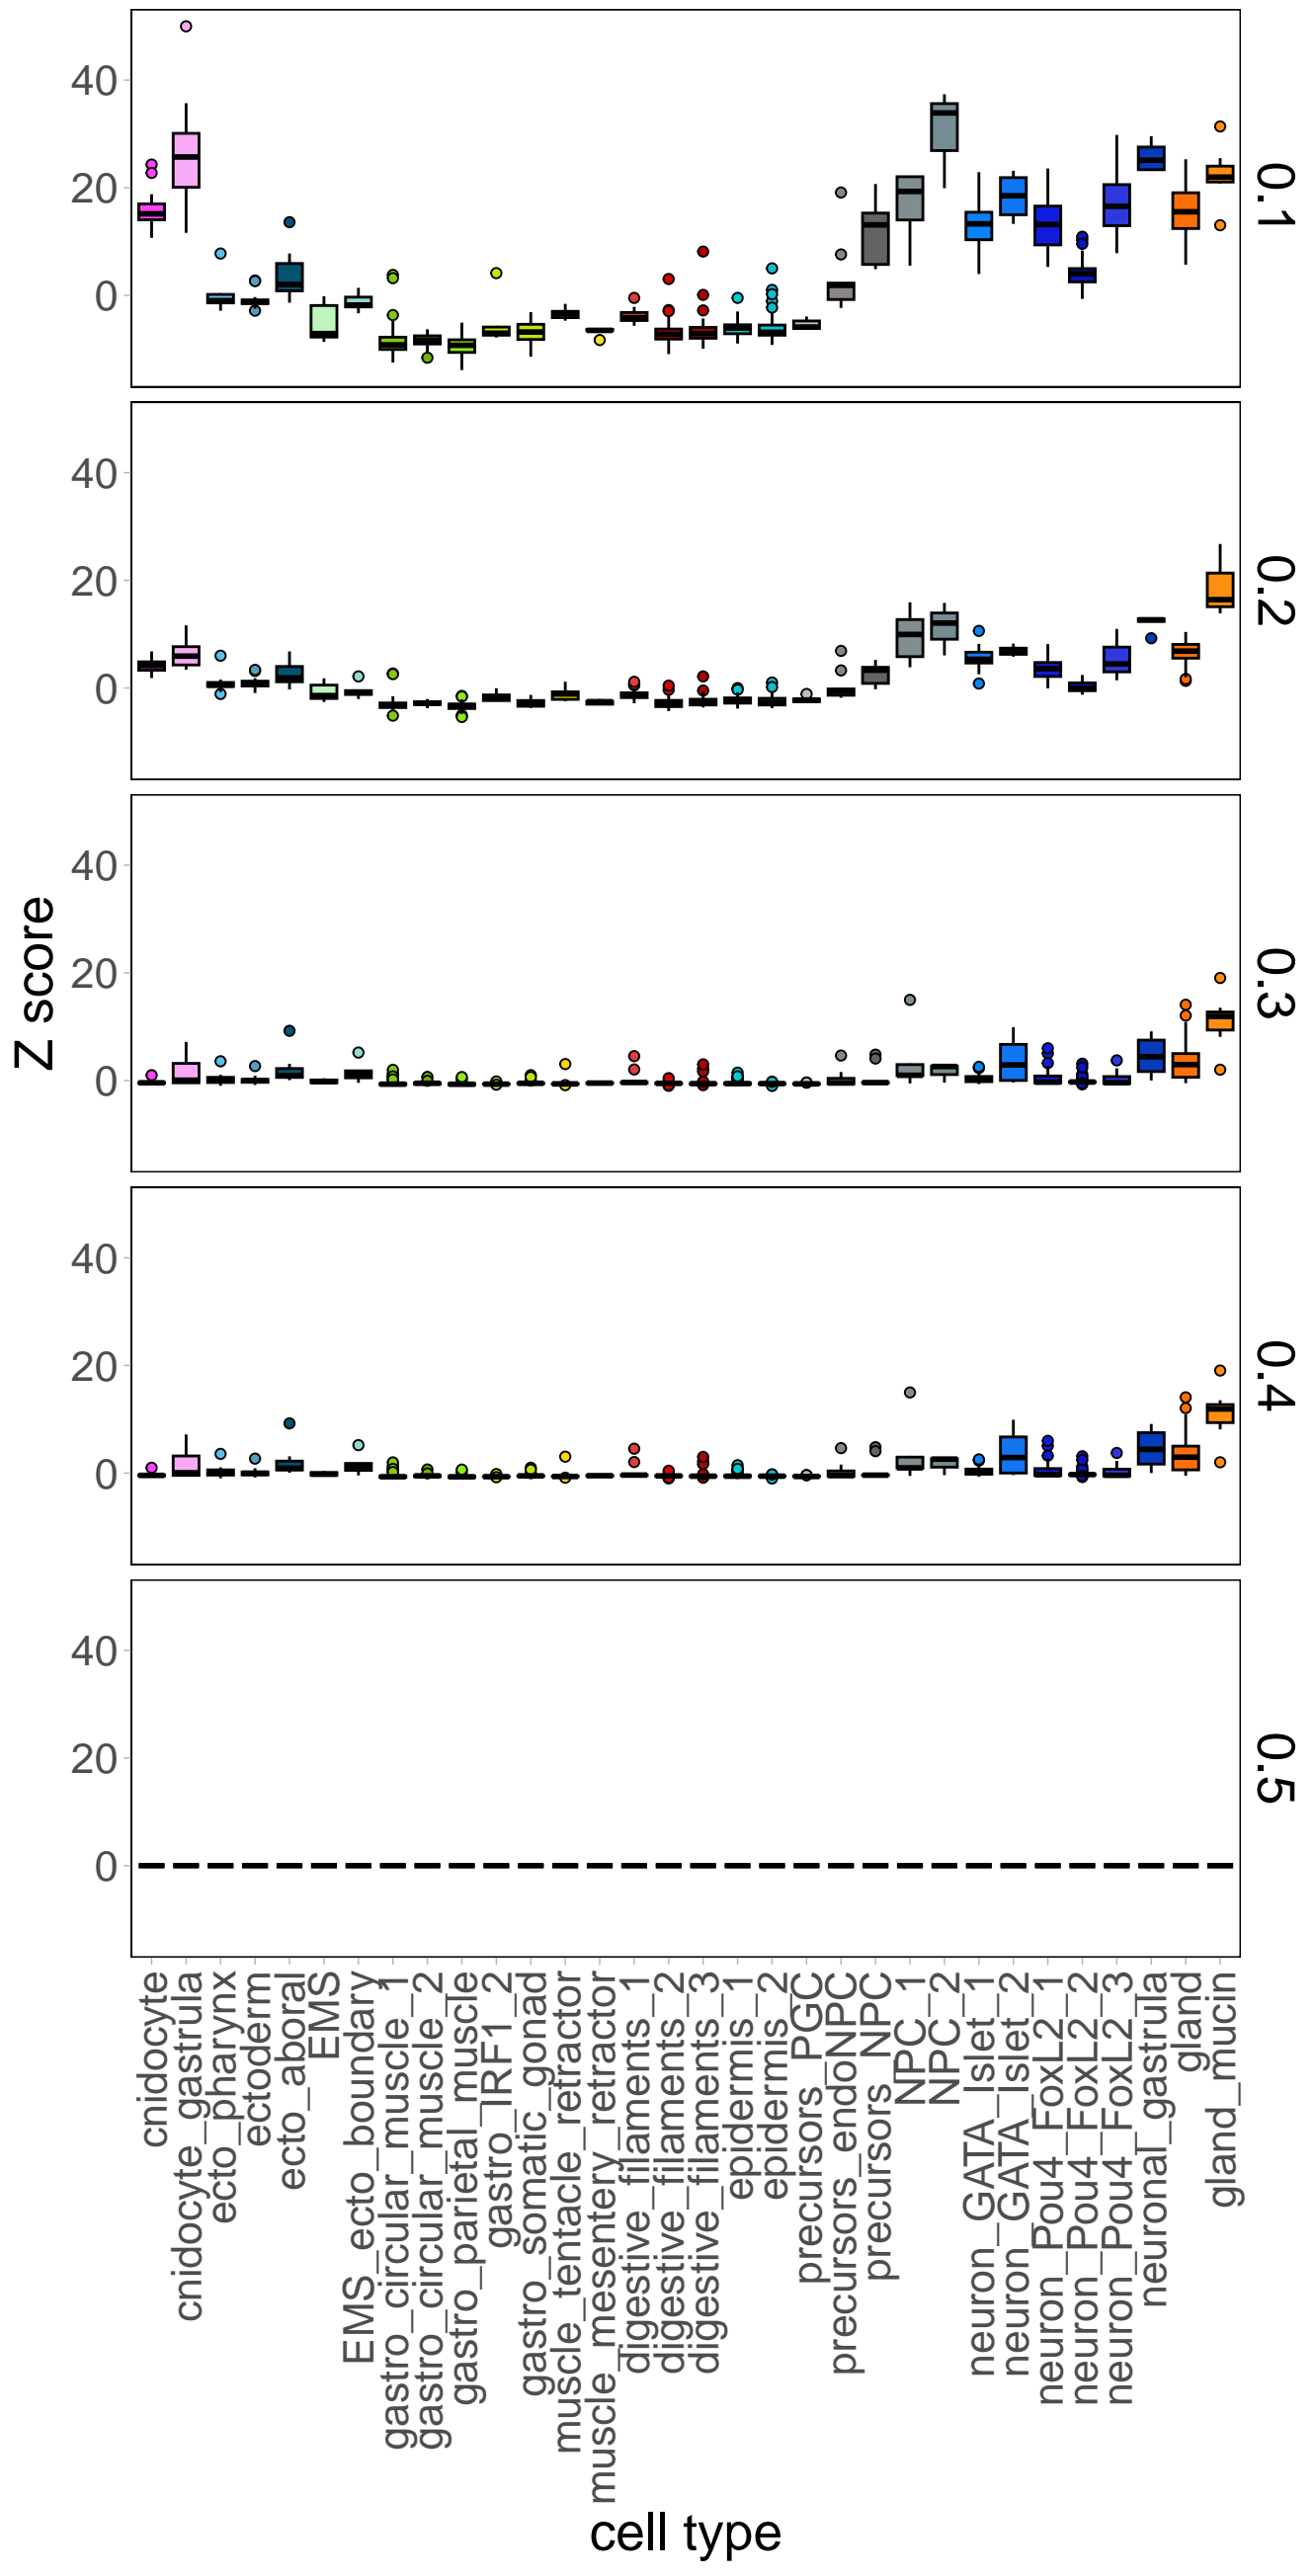 40
20
0
0.1
40
20
0
0.2
40
20
0
0.3
40
20
0
0.4
40
20
0
0.5
Z score
cnidocyte
cnidocyte_gastrula
ecto_pharynx
ectoderm
ecto_aboral
EMS
EMS_ecto_boundary
gastro_circular_muscle_1
gastro_circular_muscle_2
gastro_parietal_muscle
gastro_IRF1_2
gastro_somatic_gonad
muscle_tentacle_retractor
muscle_mesentery_retractor
digestive_filaments_1
digestive_filaments_2
digestive_filaments_3
epidermis_1
epidermis_2
precursors_PGC
precursors_endoNPC
precursors_NPC
NPC_1
NPC_2
neuron_GATA_Islet_1
neuron_GATA_Islet_2
neuron_Pou4_FoxL2_1
neuron_Pou4_FoxL2_2
neuron_Pou4_FoxL2_3
neuronal_gastrula
gland
gland_mucin
cell type